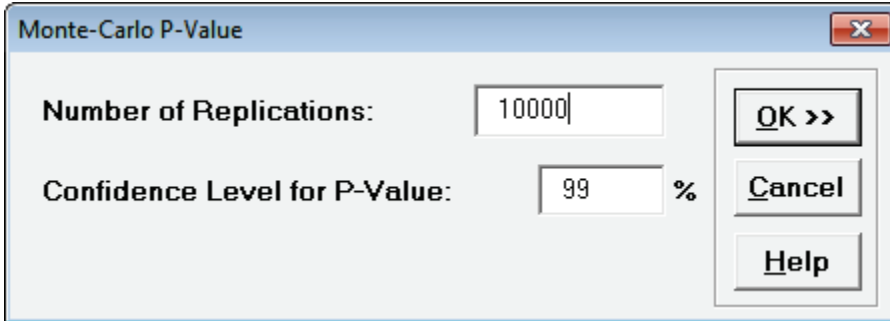 Monte-Carlo P-Value
Number of Replications: 10000
Confidence Level for P-Value: 99 %
OK >>
Cancel
Help